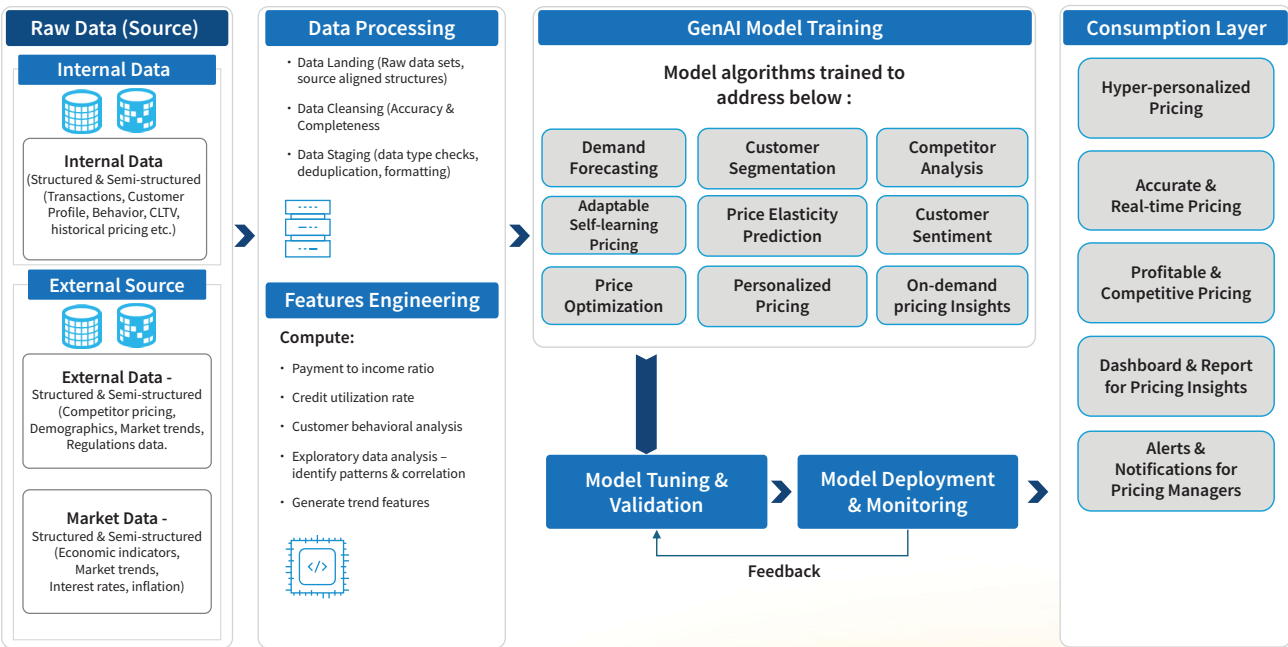 Raw Data (Source)
Internal Data
Internal Data
(Structured & Semi-structured
(Transactions, Customer
Profile, Behavior, CLTV,
historical pricing etc.)
External Source
External Data -
Structured & Semi-structured
(Competitor pricing,
Demographics, Market trends,
Regulations data.
Market Data -
Structured & Semi-structured
(Economic indicators,
Market trends,
Interest rates, inflation)
Data Processing
• Data Landing (Raw data sets,
source aligned structures)
• Data Cleansing (Accuracy &
Completeness
• Data Staging (data type checks,
deduplication, formatting)
Features Engineering
Compute:
• Payment to income ratio
• Credit utilization rate
• Customer behavioral analysis
• Exploratory data analysis –
identify patterns & correlation
• Generate trend features
</>
GenAI Model Training
Model algorithms trained to
address below :
Demand
Forecasting
Customer
Segmentation
Competitor
Analysis
Adaptable
Self-learning
Pricing
Price Elasticity
Prediction
Customer
Sentiment
Price
Optimization
Personalized
Pricing
On-demand
pricing Insights
Model Tuning &
Validation
Model Deployment
& Monitoring
Feedback
Consumption Layer
Hyper-personalized
Pricing
Accurate &
Real-time Pricing
Profitable &
Competitive Pricing
Dashboard & Report
for Pricing Insights
Alerts &
Notifications for
Pricing Managers